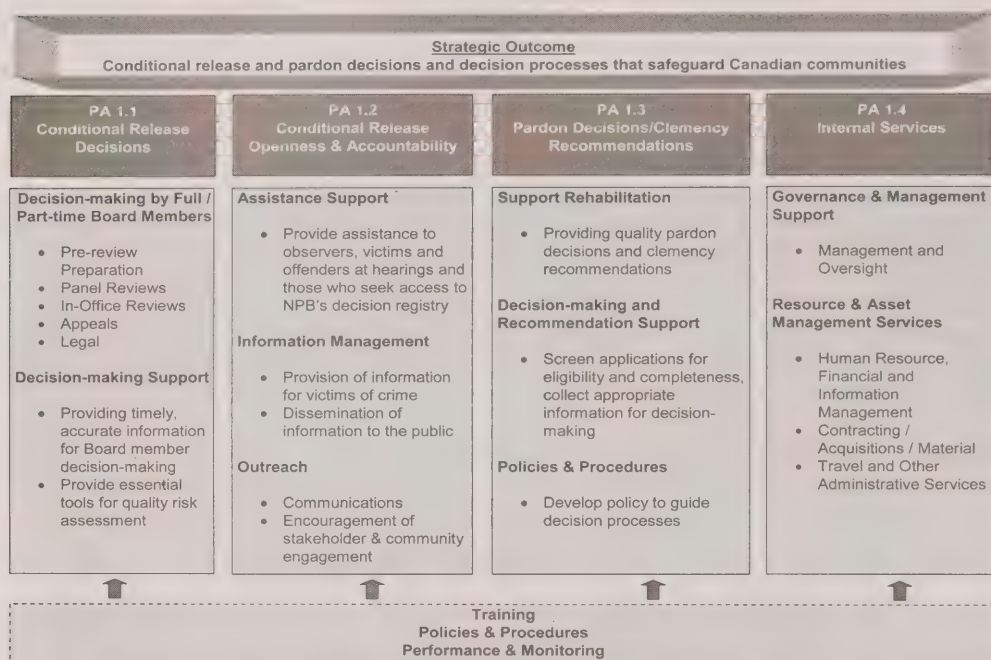 Strategic Outcome
Conditional release and pardon decisions and decision processes that safeguard Canadian communities
PA 1.1
Conditional Release
Decisions
PA 1.2
Conditional Release
Openness & Accountability
PA 1.3
Pardon Decisions/Clemency
Recommendations
PA 1.4
Internal Services
Decision-making by Full /
Part-time Board Members
• Pre-review
Preparation
• Panel Reviews
• In-Office Reviews
• Appeals
• Legal
Decision-making Support
• Providing timely,
accurate information
for Board member
decision-making
• Provide essential
tools for quality risk
assessment
Assistance Support
• Provide assistance to
observers, victims and
offenders at hearings and
those who seek access to
NPB's decision registry
Information Management
• Provision of information
for victims of crime
• Dissemination of
information to the public
Outreach
• Communications
• Encouragement of
stakeholder & community
engagement
Support Rehabilitation
• Providing quality pardon
decisions and clemency
recommendations
Decision-making and
Recommendation Support
• Screen applications for
eligibility and completeness,
collect appropriate
information for decision-
making
Policies & Procedures
• Develop policy to guide
decision processes
Governance & Management
Support
• Management and
Oversight
Resource & Asset
Management Services
• Human Resource,
Financial and
Information
Management
• Contracting /
Acquisitions / Material
• Travel and Other
Administrative Services
Training
Policies & Procedures
Performance & Monitoring